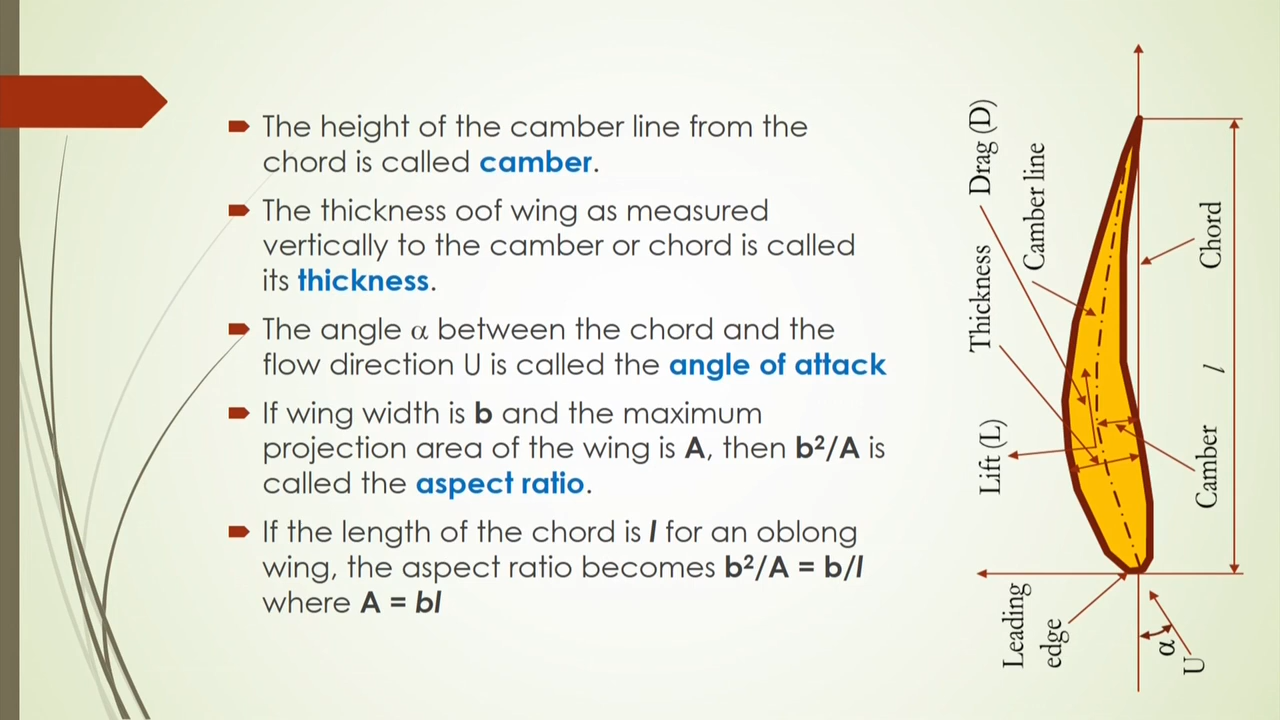 The height of the camber line from the
chord is called camber.
The thickness oof wing as measured
vertically to the camber or chord is called
its thickness.
The angle α between the chord and the
flow direction U is called the angle of attack
If wing width is b and the maximum
projection area of the wing is A, then b²/A is
called the aspect ratio.
If the length of the chord is l for an oblong
wing, the aspect ratio becomes b²/A = b/l
where A = bl
Drag (D)
Camber line
Thickness
Lift (L)
Chord
l
Camber
Leading
edge
α
U